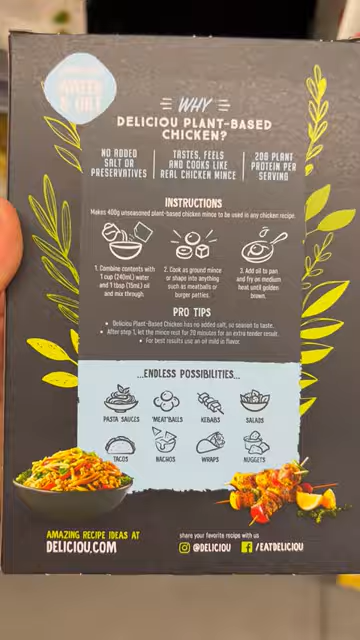 WATER
& OIL!
WHY
DELICIOU PLANT-BASED
CHICKEN?
NO ADDED
SALT OR
PRESERVATIVES
TASTES, FEELS
AND COOKS LIKE
REAL CHICKEN MINCE
20G PLANT
PROTEIN PER
SERVING
INSTRUCTIONS
Makes 400g unseasoned plant-based chicken mince to be used in any chicken recipe.
1. Combine contents with
1 cup (240ml) water
and 1 tbsp (15ml) oil
and mix through.
2. Cook as ground mince
or shape into anything
such as meatballs or
burger patties.
3. Add oil to pan
and fry on medium
heat until golden
brown.
PRO TIPS
• Deliciou Plant-Based Chicken has no added salt, so season to taste.
• After step 1, let the mince rest for 20 minutes for an extra tender result.
• For best results use an oil mild in flavor.
...ENDLESS POSSIBILITIES...
PASTA SAUCES
'MEAT'BALLS
KEBABS
SALADS
TACOS
NACHOS
WRAPS
NUGGETS
AMAZING RECIPE IDEAS AT
DELICIOU.COM
share your favorite recipe with us
@DELICIOU
/EATDELICIOU